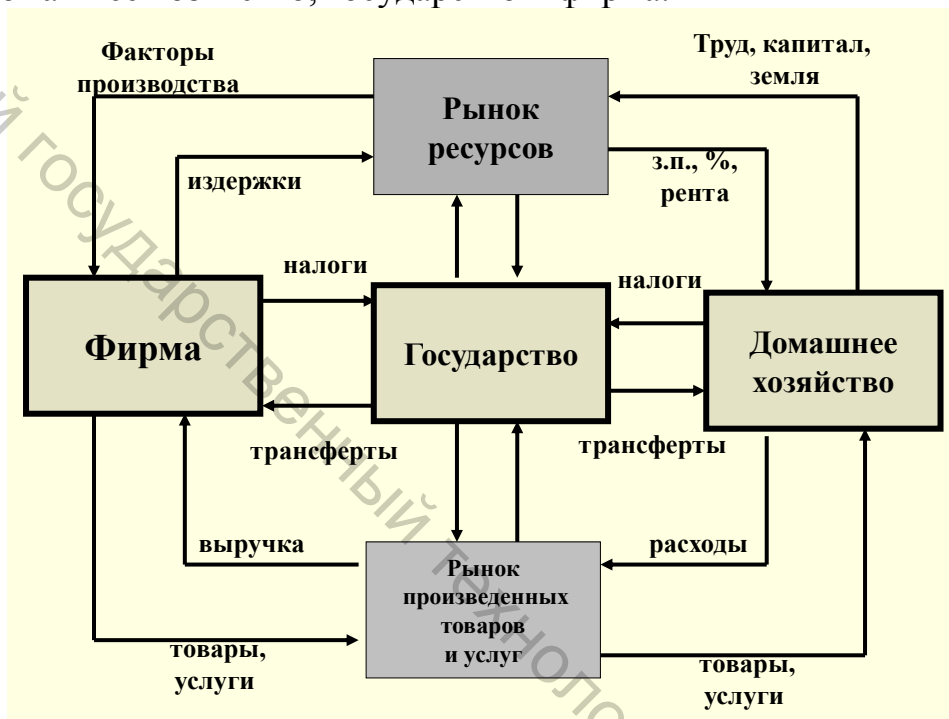 Факторы
производства
Труд, капитал,
земля
Рынок
ресурсов
издержки
з.п., %,
рента
налоги
налоги
Фирма
Государство
Домашнее
хозяйство
трансферты
трансферты
выручка
расходы
Рынок
произведенных
товаров
и услуг
товары,
услуги
товары,
услуги
государственный